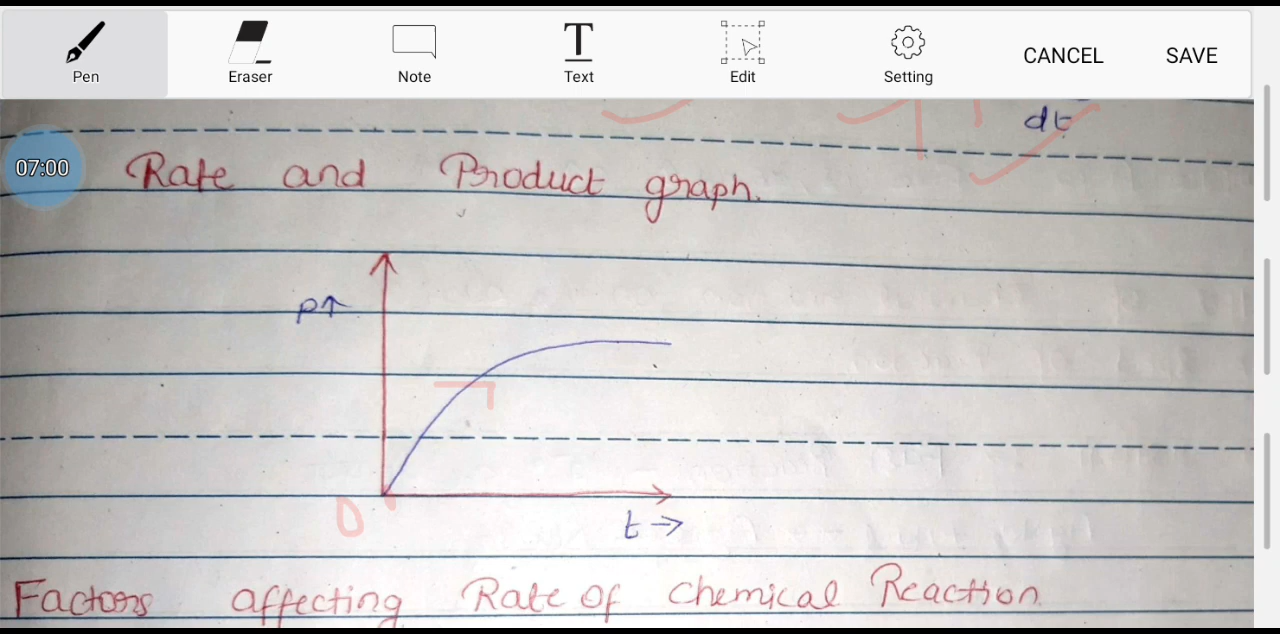 Pen Eraser Note Text Edit Setting CANCEL SAVE
dt
07:00
Rate and Product graph.
P↑
0
t →
Factors affecting Rate of Chemical Reaction.